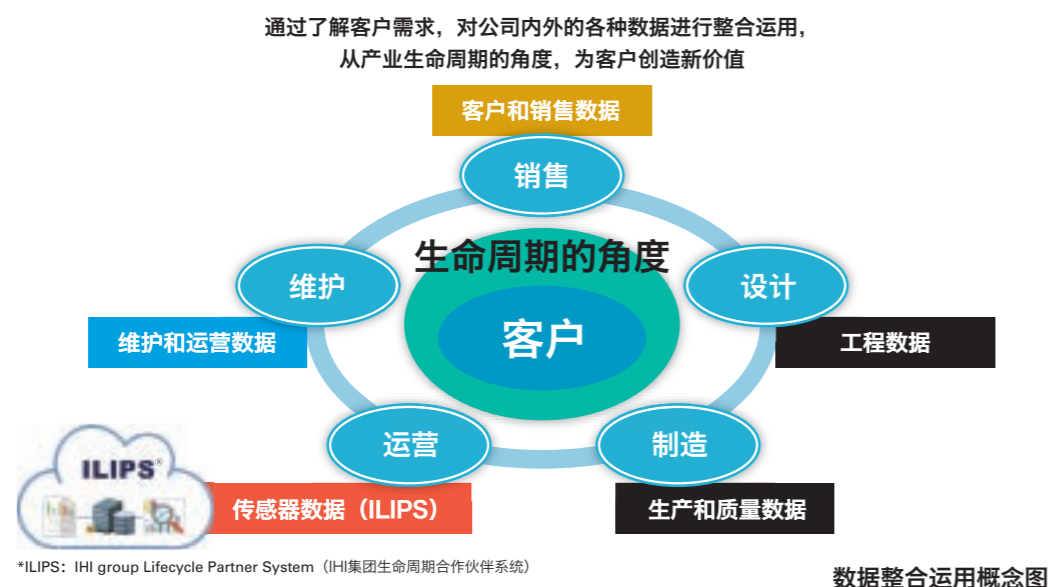 通过了解客户需求，对公司内外的各种数据进行整合运用，
从产业生命周期的角度，为客户创造新价值
客户和销售数据
销售
生命周期的角度
维护
设计
客户
维护和运营数据
工程数据
运营
制造
ILIPS®
传感器数据（ILIPS）
生产和质量数据
*ILIPS：IHI group Lifecycle Partner System（IHI集团生命周期合作伙伴系统）
数据整合运用概念图